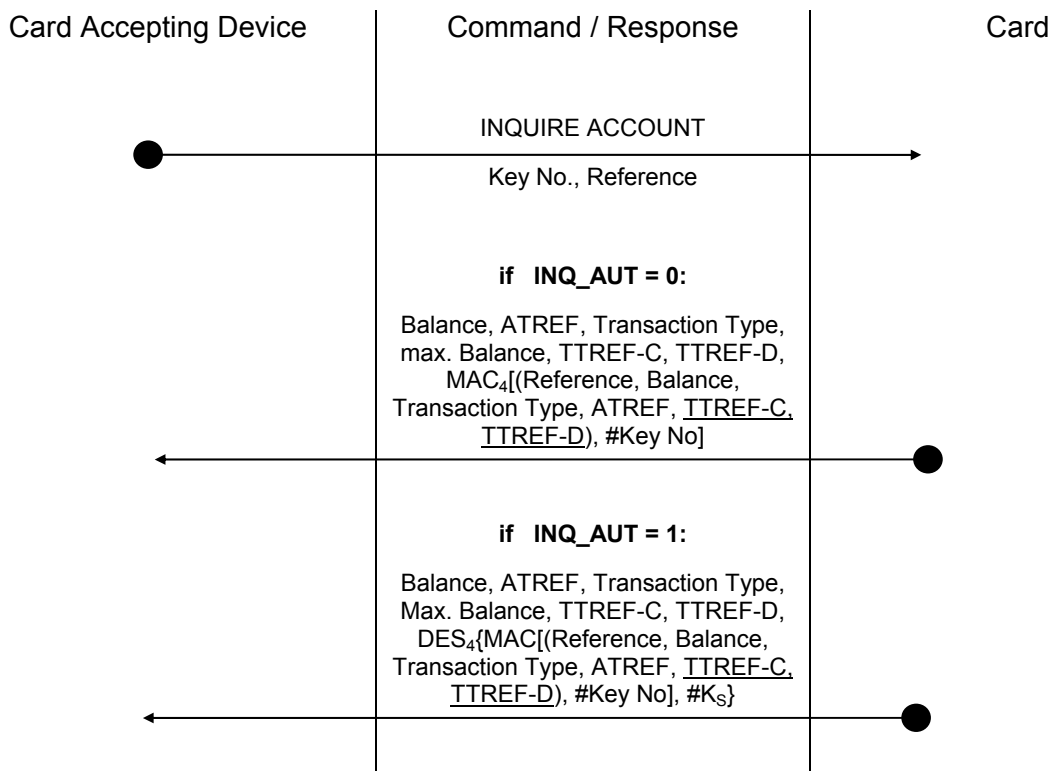 Card Accepting Device
Command / Response
Card
INQUIRE ACCOUNT
Key No., Reference
if INQ_AUT = 0:
Balance, ATREF, Transaction Type,
max. Balance, TTREF-C, TTREF-D,
MAC₄[(Reference, Balance,
Transaction Type, ATREF, TTREF-C,
TTREF-D), #Key No]
if INQ_AUT = 1:
Balance, ATREF, Transaction Type,
Max. Balance, TTREF-C, TTREF-D,
DES₄{MAC[(Reference, Balance,
Transaction Type, ATREF, TTREF-C,
TTREF-D), #Key No], #Kₛ}